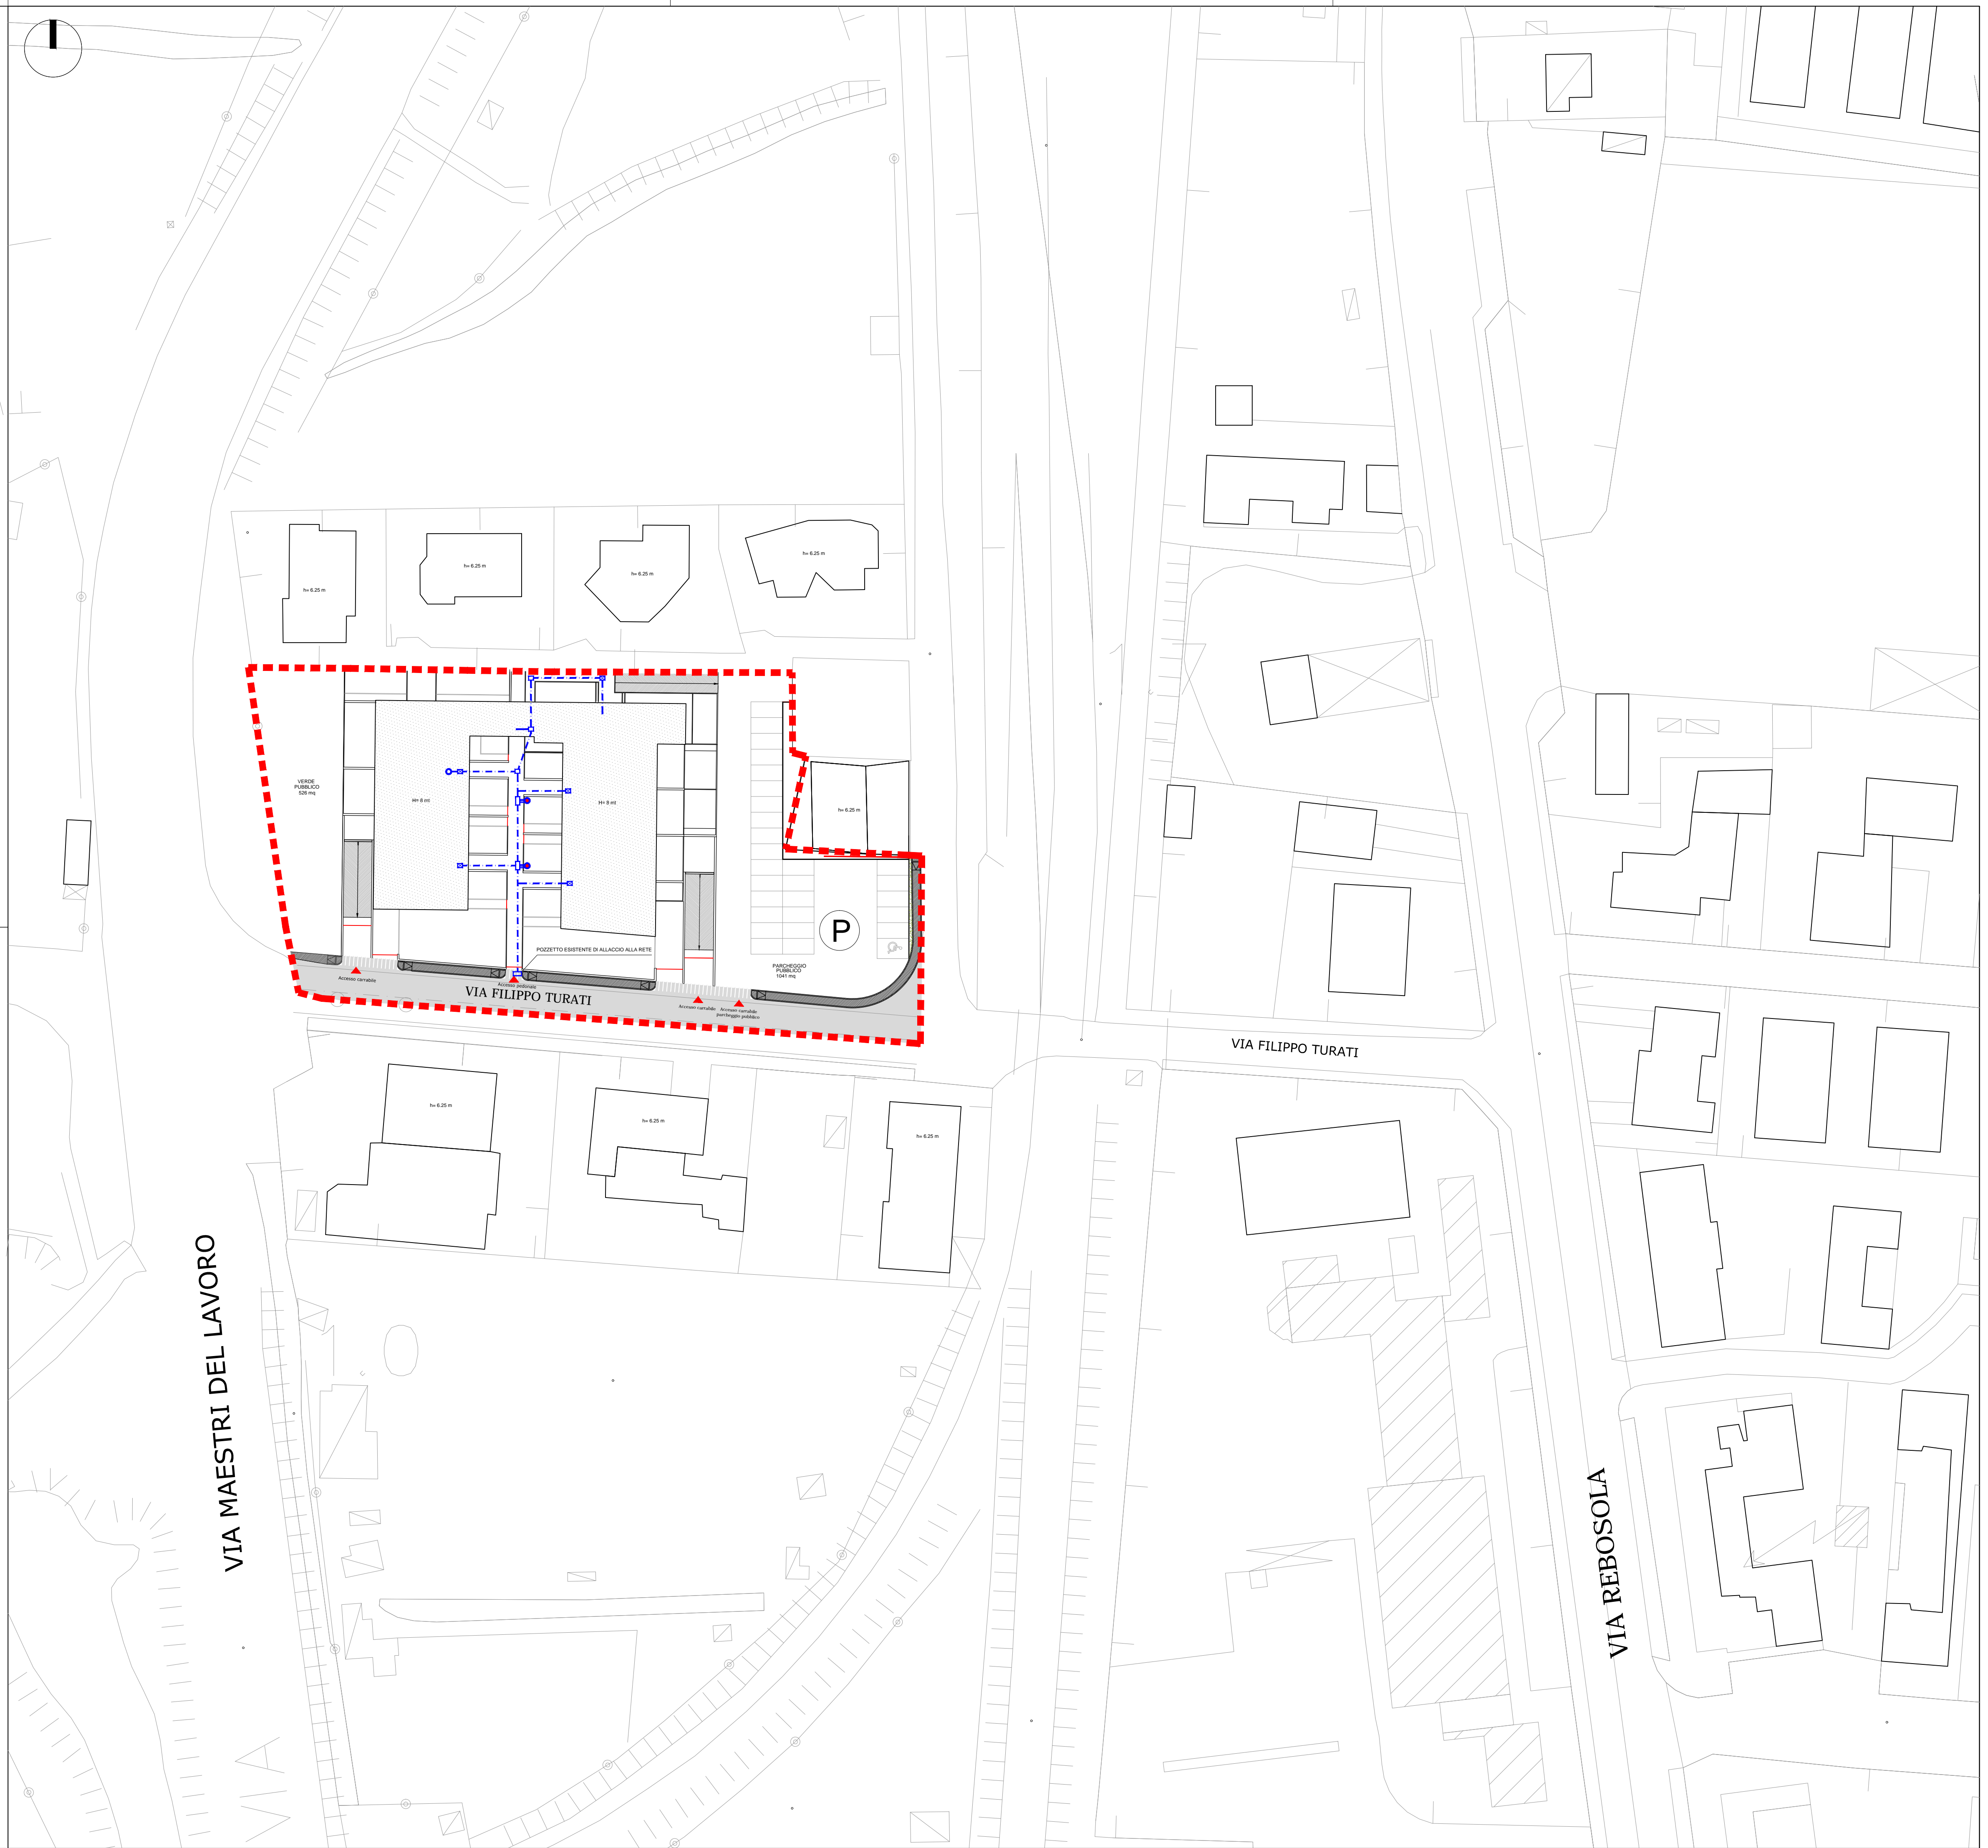 h= 6.25 m
h= 6.25 m
h= 6.25 m
h= 6.25 m
VERDE
PUBBLICO
526 mq
H= 8 mt
H= 8 mt
h= 6.25 m
P
POZZETTO ESISTENTE DI ALLACCIO ALLA RETE
PARCHEGGIO
PUBBLICO
1041 mq
Accesso carrabile
Accesso pedonale
VIA FILIPPO TURATI
Accesso carrabile
Accesso carrabile
parcheggio pubblico
VIA FILIPPO TURATI
h= 6.25 m
h= 6.25 m
h= 6.25 m
VIA MAESTRI DEL LAVORO
VIA REBOSOLA